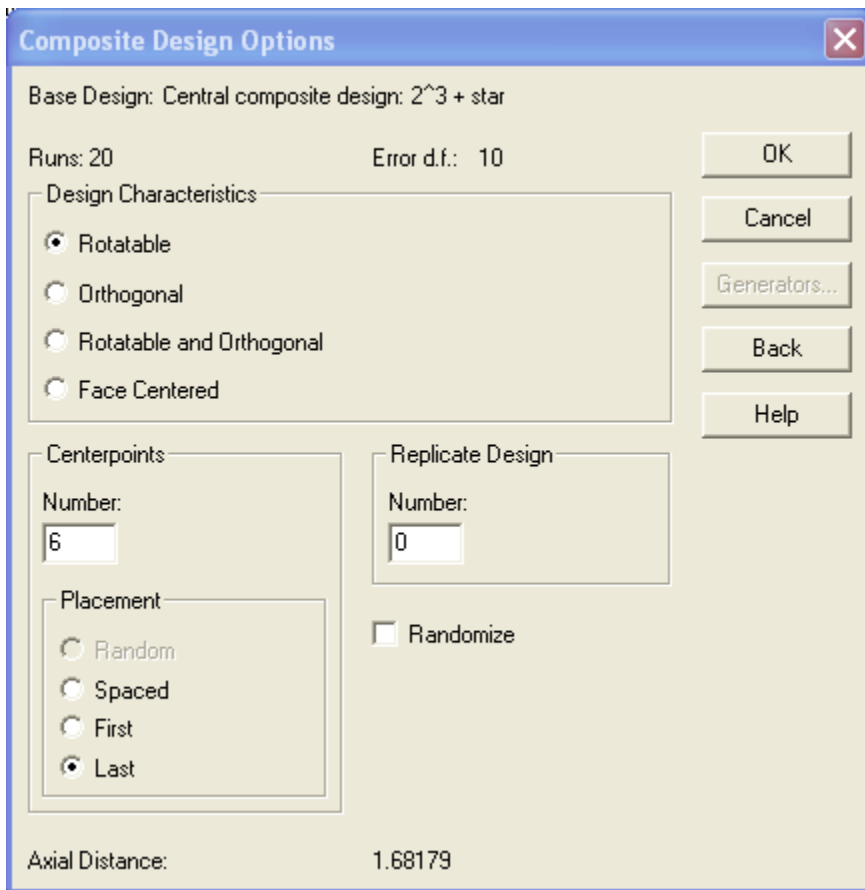 Composite Design Options
Base Design: Central composite design: 2^3 + star
Runs: 20 Error d.f.: 10
OK
Design Characteristics
Rotatable
Cancel
Orthogonal
Generators...
Rotatable and Orthogonal
Back
Face Centered
Help
Centerpoints
Number:
6
Replicate Design
Number:
0
Placement
Random
Spaced
First
Last
Randomize
Axial Distance: 1.68179